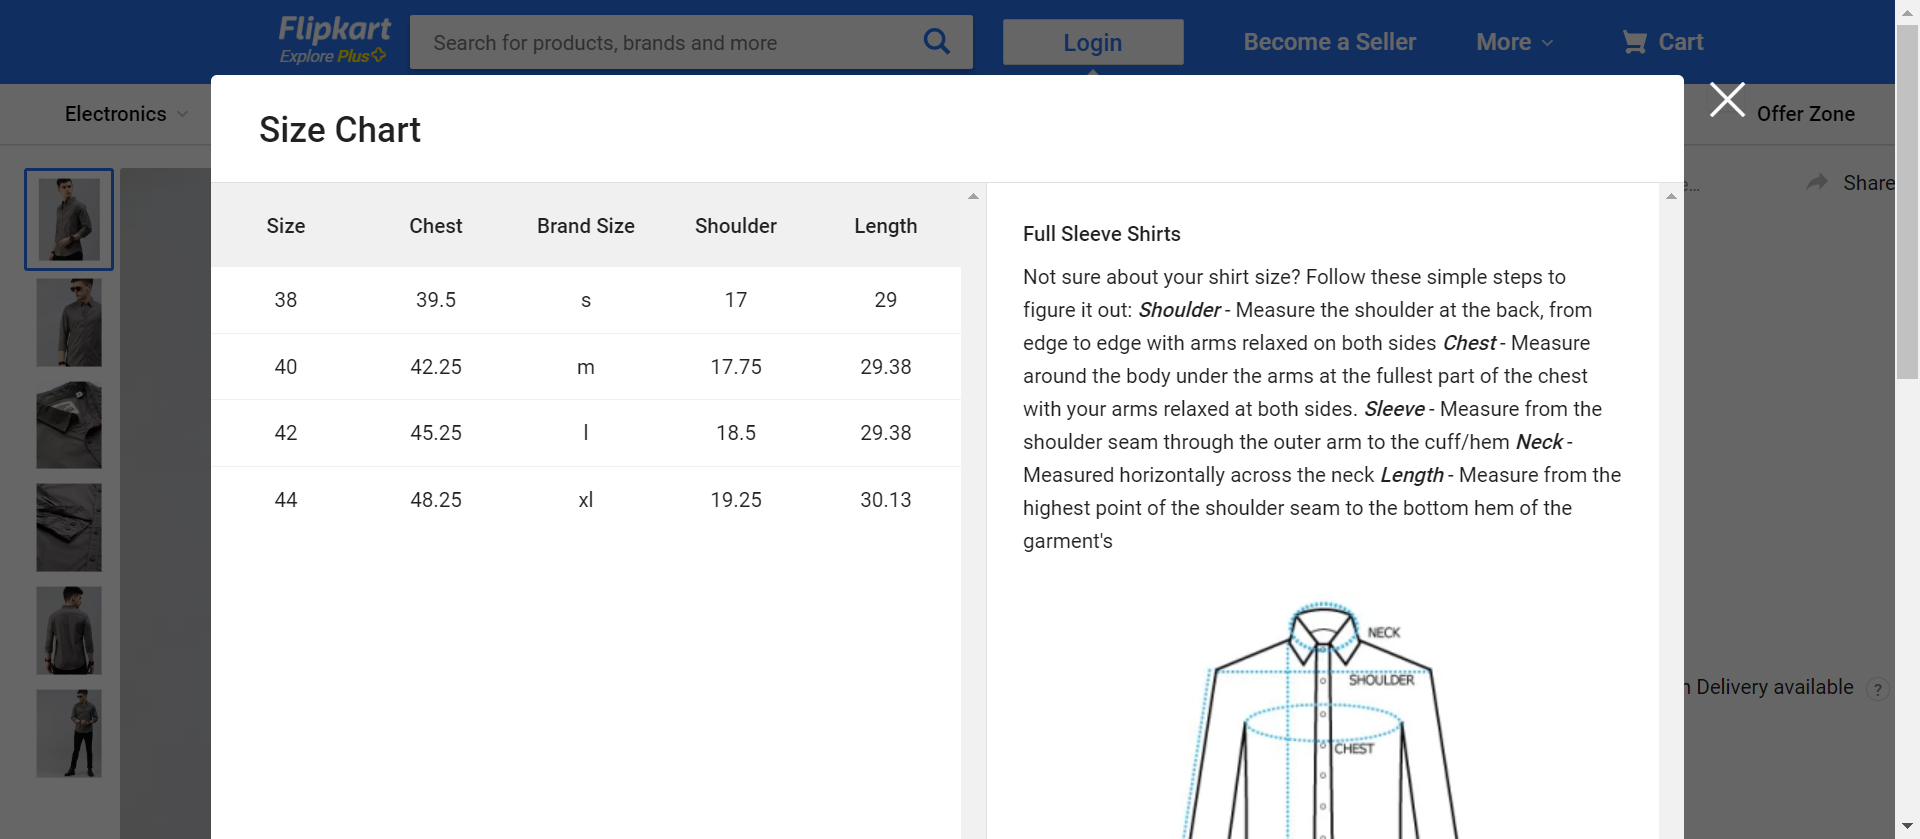 Flipkart
Explore Plus
Search for products, brands and more
Login
Become a Seller
More
Cart
Electronics
Offer Zone
Size Chart
Share
Size Chest Brand Size Shoulder Length
38 39.5 s 17 29
40 42.25 m 17.75 29.38
42 45.25 l 18.5 29.38
44 48.25 xl 19.25 30.13
Full Sleeve Shirts
Not sure about your shirt size? Follow these simple steps to
figure it out: Shoulder - Measure the shoulder at the back, from
edge to edge with arms relaxed on both sides Chest - Measure
around the body under the arms at the fullest part of the chest
with your arms relaxed at both sides. Sleeve - Measure from the
shoulder seam through the outer arm to the cuff/hem Neck -
Measured horizontally across the neck Length - Measure from the
highest point of the shoulder seam to the bottom hem of the
garment's
NECK
SHOULDER
CHEST
Delivery available ?